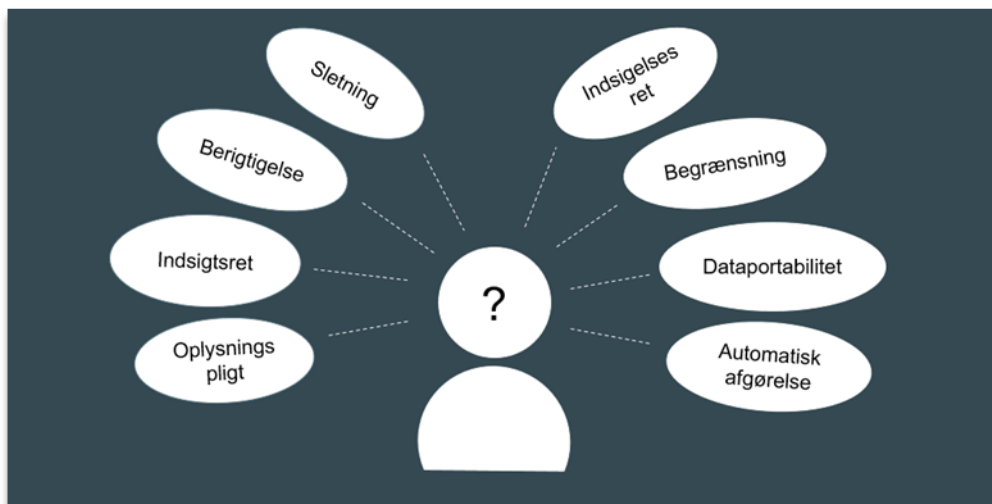 Sletning
Indsigelses
ret
Berigtigelse
Begrænsning
Indsigtsret
Dataportabilitet
?
Oplysnings
pligt
Automatisk
afgørelse